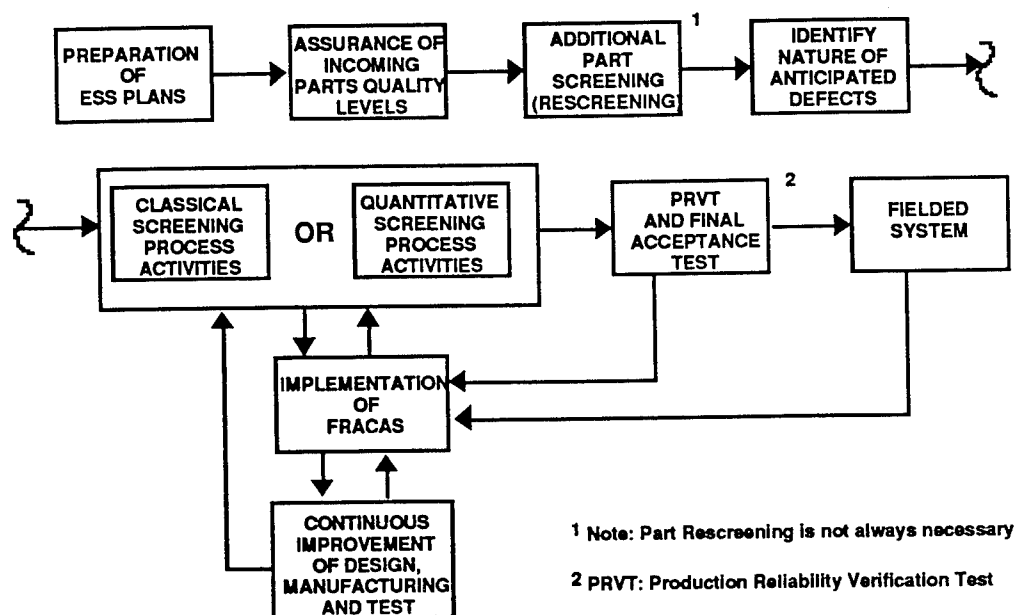 PREPARATION
OF
ESS PLANS
ASSURANCE OF
INCOMING
PARTS QUALITY
LEVELS
1
ADDITIONAL
PART
SCREENING
(RESCREENING)
IDENTIFY
NATURE OF
ANTICIPATED
DEFECTS
CLASSICAL
SCREENING
PROCESS
ACTIVITIES
OR
QUANTITATIVE
SCREENING
PROCESS
ACTIVITIES
2
PRVT
AND FINAL
ACCEPTANCE
TEST
FIELDED
SYSTEM
IMPLEMENTATION
OF
FRACAS
CONTINUOUS
IMPROVEMENT
OF DESIGN,
MANUFACTURING
AND TEST
1 Note: Part Rescreening is not always necessary
2 PRVT: Production Reliability Verification Test